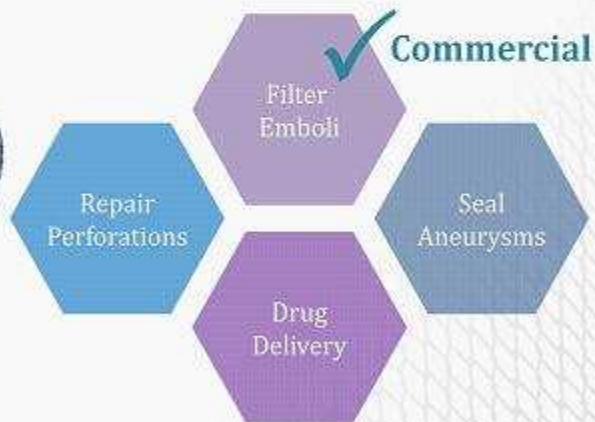 Commercial
Filter
Emboli
Repair
Perforations
Seal
Aneurysms
Drug
Delivery